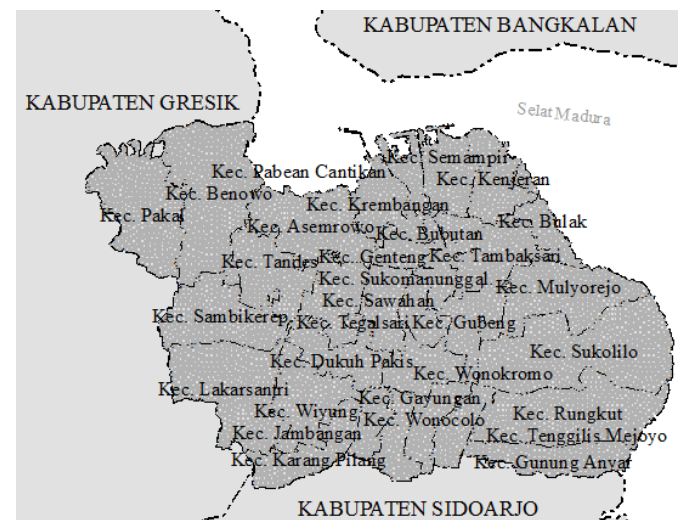 KABUPATEN BANGKALAN
KABUPATEN GRESIK
Selat Madura
Kec. Semampir
Kec. Pabean Cantikan
Kec. Kenjeran
Kec. Benowo
Kec. Krembangan
Kec. Pakal
Kec. Bulak
Kec. Asemrowo
Kec. Bubutan
Kec. Genteng
Kec. Tambaksari
Kec. Tandes
Kec. Sukomanunggal
Kec. Mulyorejo
Kec. Sawahan
Kec. Sambikerep
Kec. Tegalsari
Kec. Gubeng
Kec. Sukolilo
Kec. Dukuh Pakis
Kec. Wonokromo
Kec. Lakarsantri
Kec. Gayungan
Kec. Wiyung
Kec. Wonocolo
Kec. Rungkut
Kec. Jambangan
Kec. Tenggilis Mejoyo
Kec. Karang Pilang
Kec. Gunung Anyar
KABUPATEN SIDOARJO